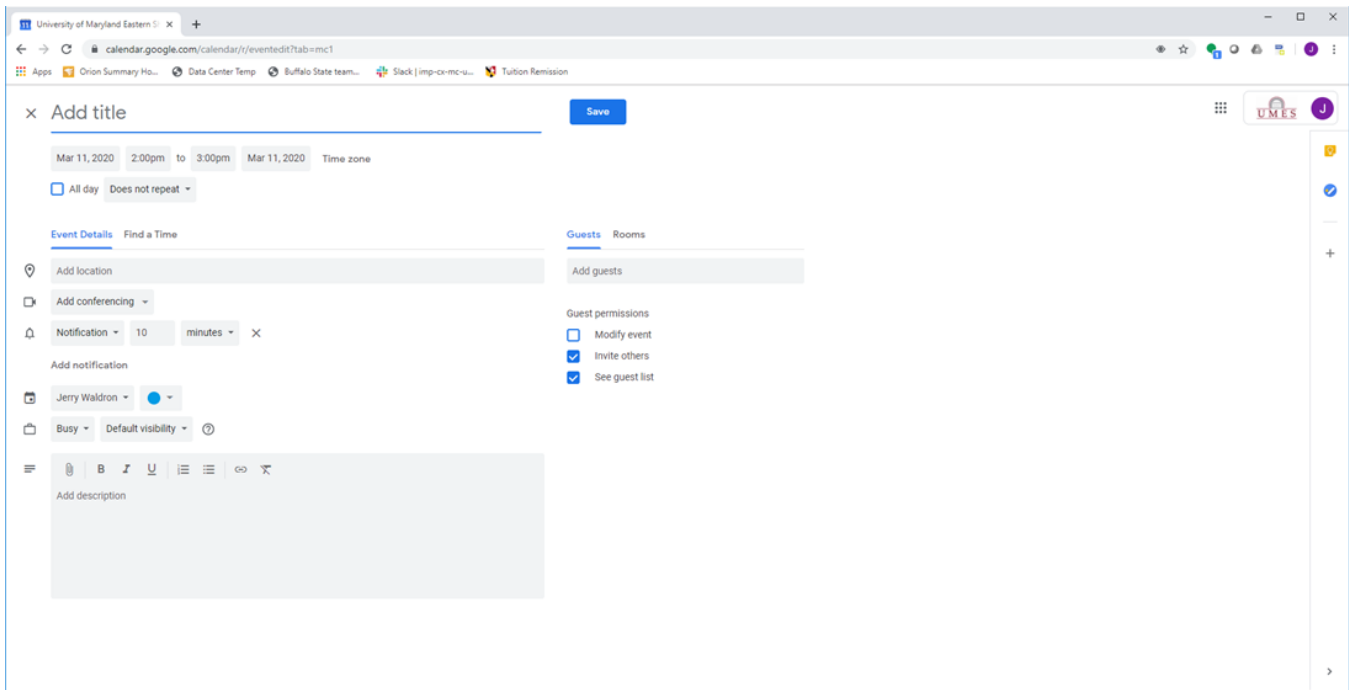 University of Maryland Eastern S
calendar.google.com/calendar/r/eventedit?tab=mc1
Apps Orion Summary Ho... Data Center Temp Buffalo State team... Slack | imp-cx-mc-u... Tuition Remission
Add title
Save
UMES
J
Mar 11, 2020 2:00pm to 3:00pm Mar 11, 2020 Time zone
All day Does not repeat
Event Details Find a Time
Guests Rooms
Add location
Add guests
Add conferencing
Guest permissions
Notification 10 minutes
Modify event
Invite others
Add notification
See guest list
Jerry Waldron
Busy Default visibility
B I U
Add description